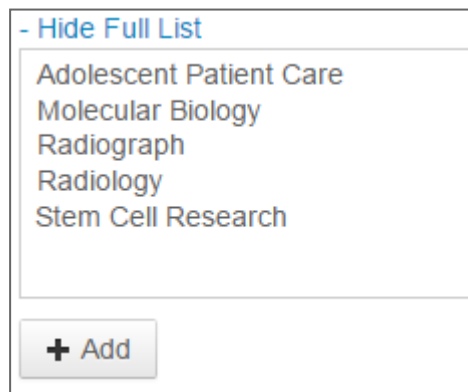 - Hide Full List
Adolescent Patient Care
Molecular Biology
Radiograph
Radiology
Stem Cell Research
+ Add